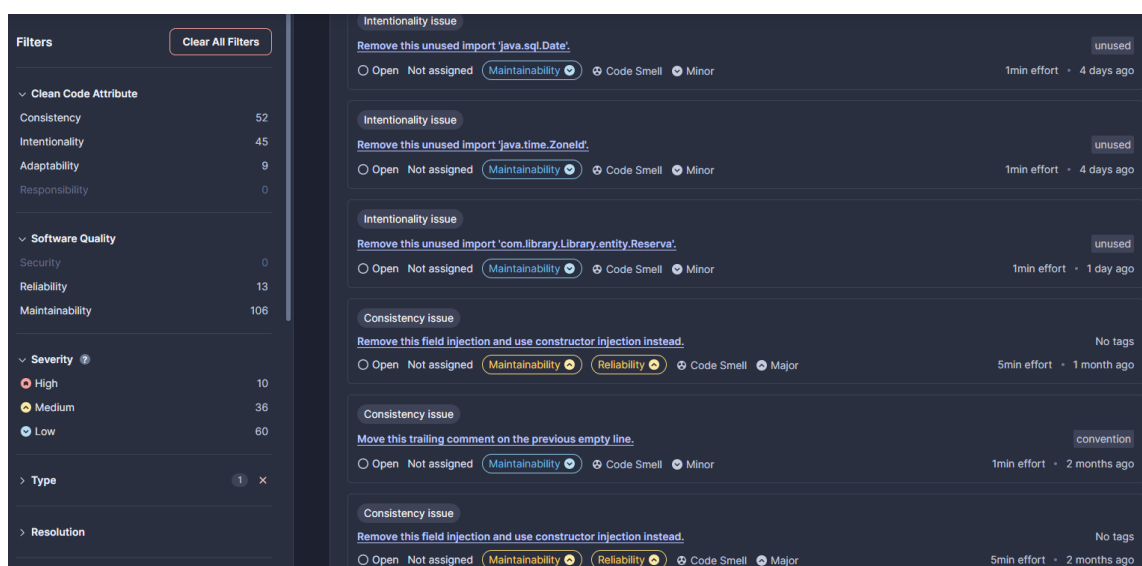 Filters
Clear All Filters
Clean Code Attribute
Consistency 52
Intentionality 45
Adaptability 9
Responsibility 0
Software Quality
Security 0
Reliability 13
Maintainability 106
Severity ?
High 10
Medium 36
Low 60
Type 1
Resolution
Intentionality issue
Remove this unused import 'java.sql.Date'. unused
Open Not assigned Maintainability Code Smell Minor 1min effort • 4 days ago
Intentionality issue
Remove this unused import 'java.time.ZoneId'. unused
Open Not assigned Maintainability Code Smell Minor 1min effort • 4 days ago
Intentionality issue
Remove this unused import 'com.library.Library.entity.Reserva'. unused
Open Not assigned Maintainability Code Smell Minor 1min effort • 1 day ago
Consistency issue
Remove this field injection and use constructor injection instead. No tags
Open Not assigned Maintainability Reliability Code Smell Major 5min effort • 1 month ago
Consistency issue
Move this trailing comment on the previous empty line. convention
Open Not assigned Maintainability Code Smell Minor 1min effort • 2 months ago
Consistency issue
Remove this field injection and use constructor injection instead. No tags
Open Not assigned Maintainability Reliability Code Smell Major 5min effort • 2 months ago